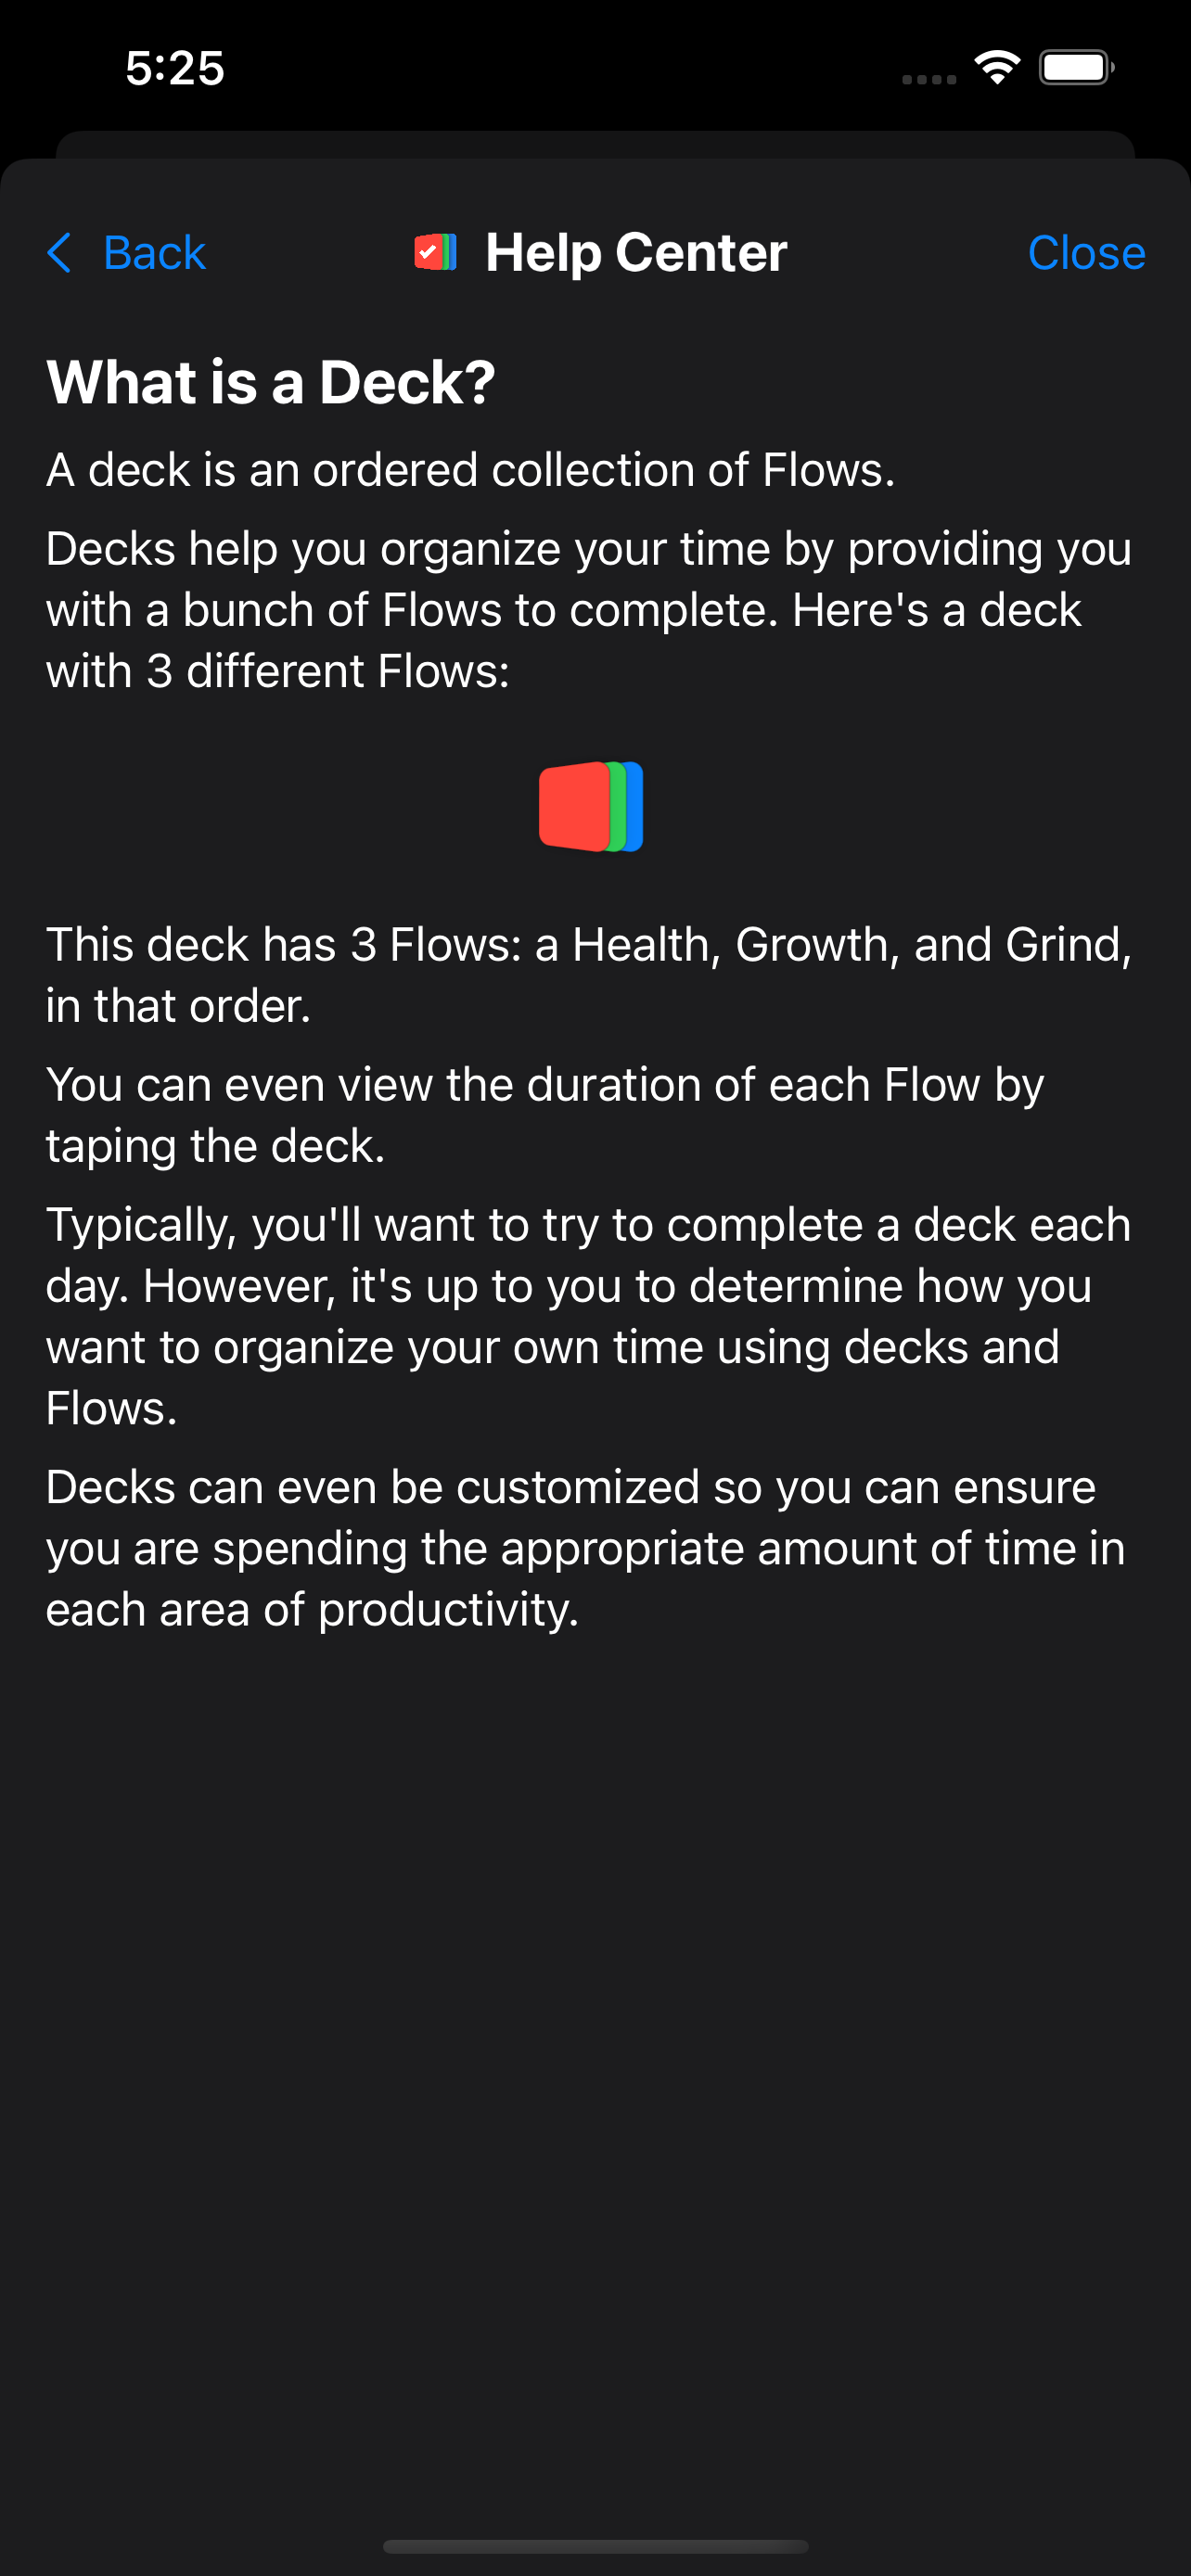 5:25
Back
Help Center
Close
What is a Deck?
A deck is an ordered collection of Flows.
Decks help you organize your time by providing you
with a bunch of Flows to complete. Here's a deck
with 3 different Flows:
This deck has 3 Flows: a Health, Growth, and Grind,
in that order.
You can even view the duration of each Flow by
taping the deck.
Typically, you'll want to try to complete a deck each
day. However, it's up to you to determine how you
want to organize your own time using decks and
Flows.
Decks can even be customized so you can ensure
you are spending the appropriate amount of time in
each area of productivity.